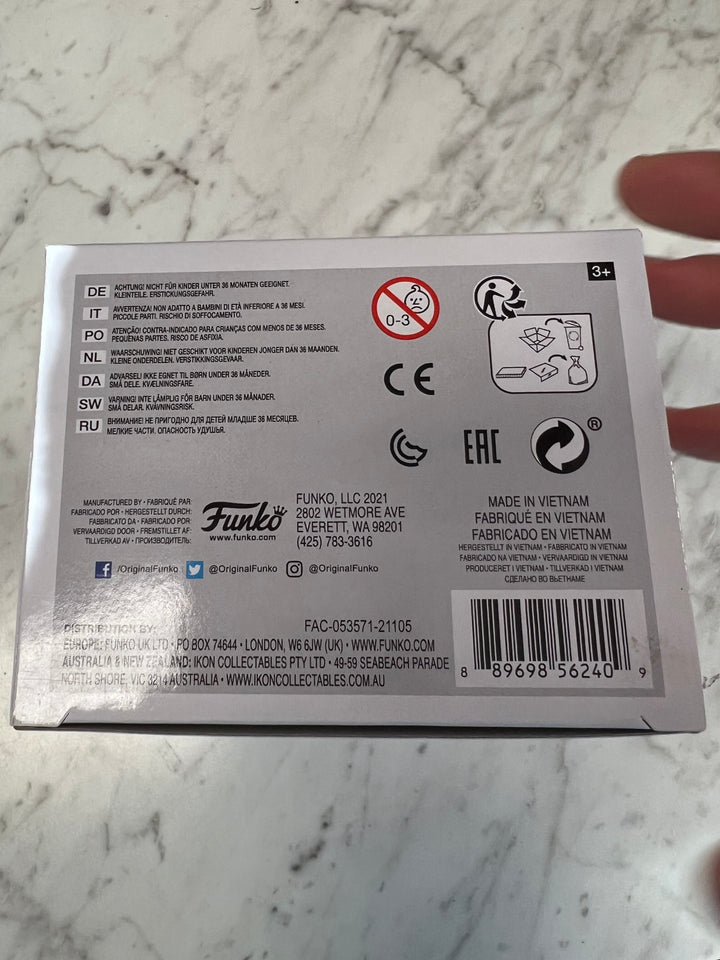 3+
DE ACHTUNG! NICHT FÜR KINDER UNTER 36 MONATEN GEEIGNET.
KLEINTEILE. ERSTICKUNGSGEFAHR.
IT AVVERTENZA! NON ADATTO A BAMBINI DI ETÀ INFERIORE A 36 MESI.
PICCOLE PARTI. RISCHIO DI SOFFOCAMENTO.
PO ATENÇÃO! CONTRA-INDICADO PARA CRIANÇAS COM MENOS DE 36 MESES.
PEQUENAS PARTES. RISCO DE ASFIXIA.
NL WAARSCHUWING! NIET GESCHIKT VOOR KINDEREN JONGER DAN 36 MAANDEN.
KLEINE ONDERDELEN. VERSTIKKINGSGEVAAR.
DA ADVARSEL! IKKE EGNET TIL BØRN UNDER 36 MÅNEDER.
SMÅ DELE. KVÆLNINGSFARE.
SW VARNING! INTE LÄMPLIG FÖR BARN UNDER 36 MÅNADER.
SMÅ DELAR. KVÄVNINGSRISK.
RU ВНИМАНИЕ! НЕ ПРИГОДНО ДЛЯ ДЕТЕЙ МЛАДШЕ 36 МЕСЯЦЕВ.
МЕЛКИЕ ЧАСТИ. ОПАСНОСТЬ УДУШЬЯ.
0-3
CE
EAC
®
MANUFACTURED BY • FABRIQUÉ PAR
FABRICADO POR • HERGESTELLT DURCH:
FABBRICATO DA • FABRICADO POR:
VERVAARDIGD DOOR • FREMSTILLET AF:
TILLVERKAD AV • ПРОИЗВОДИТЕЛЬ:
Funko
www.funko.com
FUNKO, LLC 2021
2802 WETMORE AVE
EVERETT, WA 98201
(425) 783-3616
/OriginalFunko @OriginalFunko @OriginalFunko
MADE IN VIETNAM
FABRIQUÉ EN VIETNAM
FABRICADO EN VIETNAM
HERGESTELLT IN VIETNAM • FABBRICATO IN VIETNAM
FABRICADO NA VIETNAM • VERVAARDIGD IN VIETNAM
PRODUCERET I VIETNAM • TILLVERKAD I VIETNAM
СДЕЛАНО ВО ВЬЕТНАМЕ
FAC-053571-21105
DISTRIBUTION BY:
EUROPE: FUNKO UK LTD • PO BOX 74644 • LONDON, W6 6JW (UK) • WWW.FUNKO.COM
AUSTRALIA & NEW ZEALAND: IKON COLLECTABLES PTY LTD • 49-59 SEABEACH PARADE
NORTH SHORE, VIC 3214 AUSTRALIA • WWW.IKONCOLLECTABLES.COM.AU
8 89698 56240 9